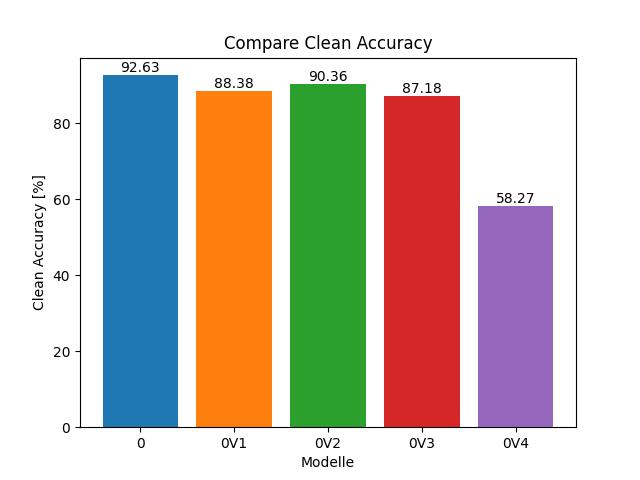 Compare Clean Accuracy
92.63
88.38
90.36
87.18
58.27
80
60
40
20
0
Clean Accuracy [%]
0
0V1
0V2
0V3
0V4
Modelle